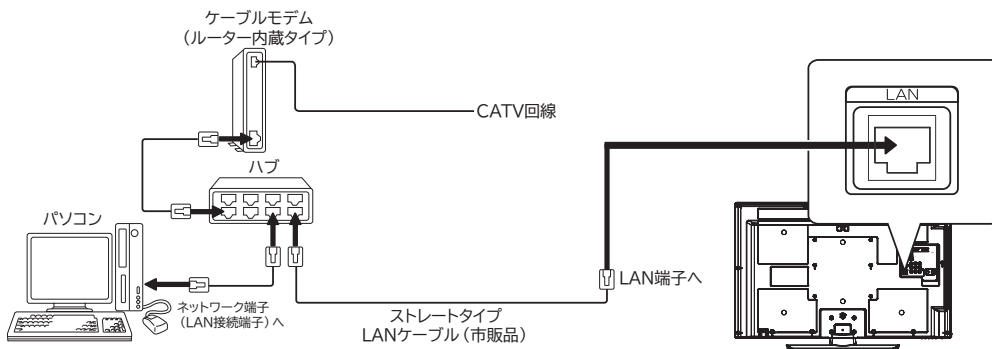 ケーブルモデム
（ルーター内蔵タイプ）
CATV回線
LAN
ハブ
パソコン
LAN端子へ
ネットワーク端子
（LAN接続端子）へ
ストレートタイプ
LANケーブル（市販品）